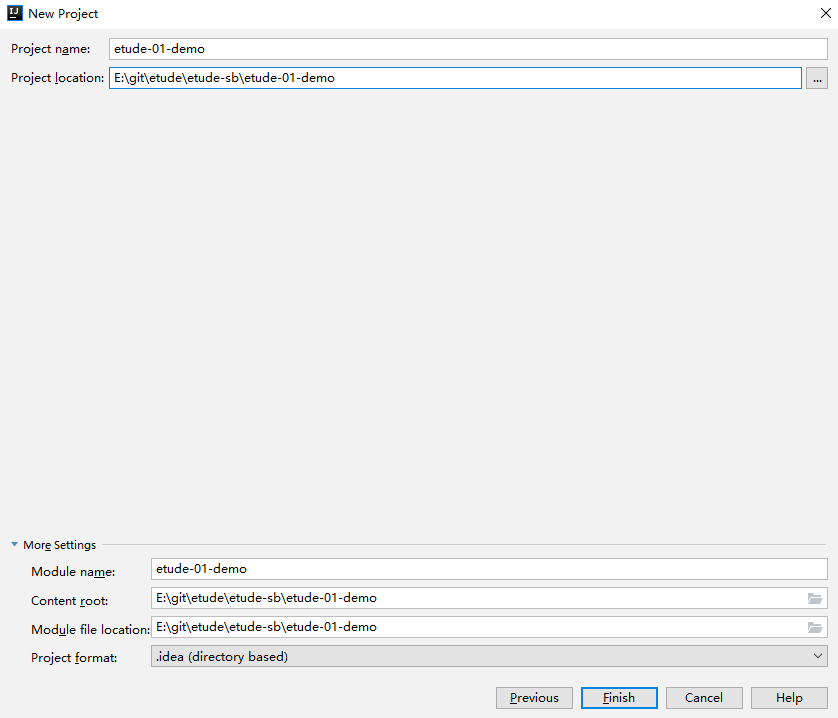 IJ New Project
Project name: etude-01-demo
Project location: E:\git\etude\etude-sb\etude-01-demo ...
More Settings
Module name: etude-01-demo
Content root: E:\git\etude\etude-sb\etude-01-demo
Module file location: E:\git\etude\etude-sb\etude-01-demo
Project format: .idea (directory based)
Previous Finish Cancel Help